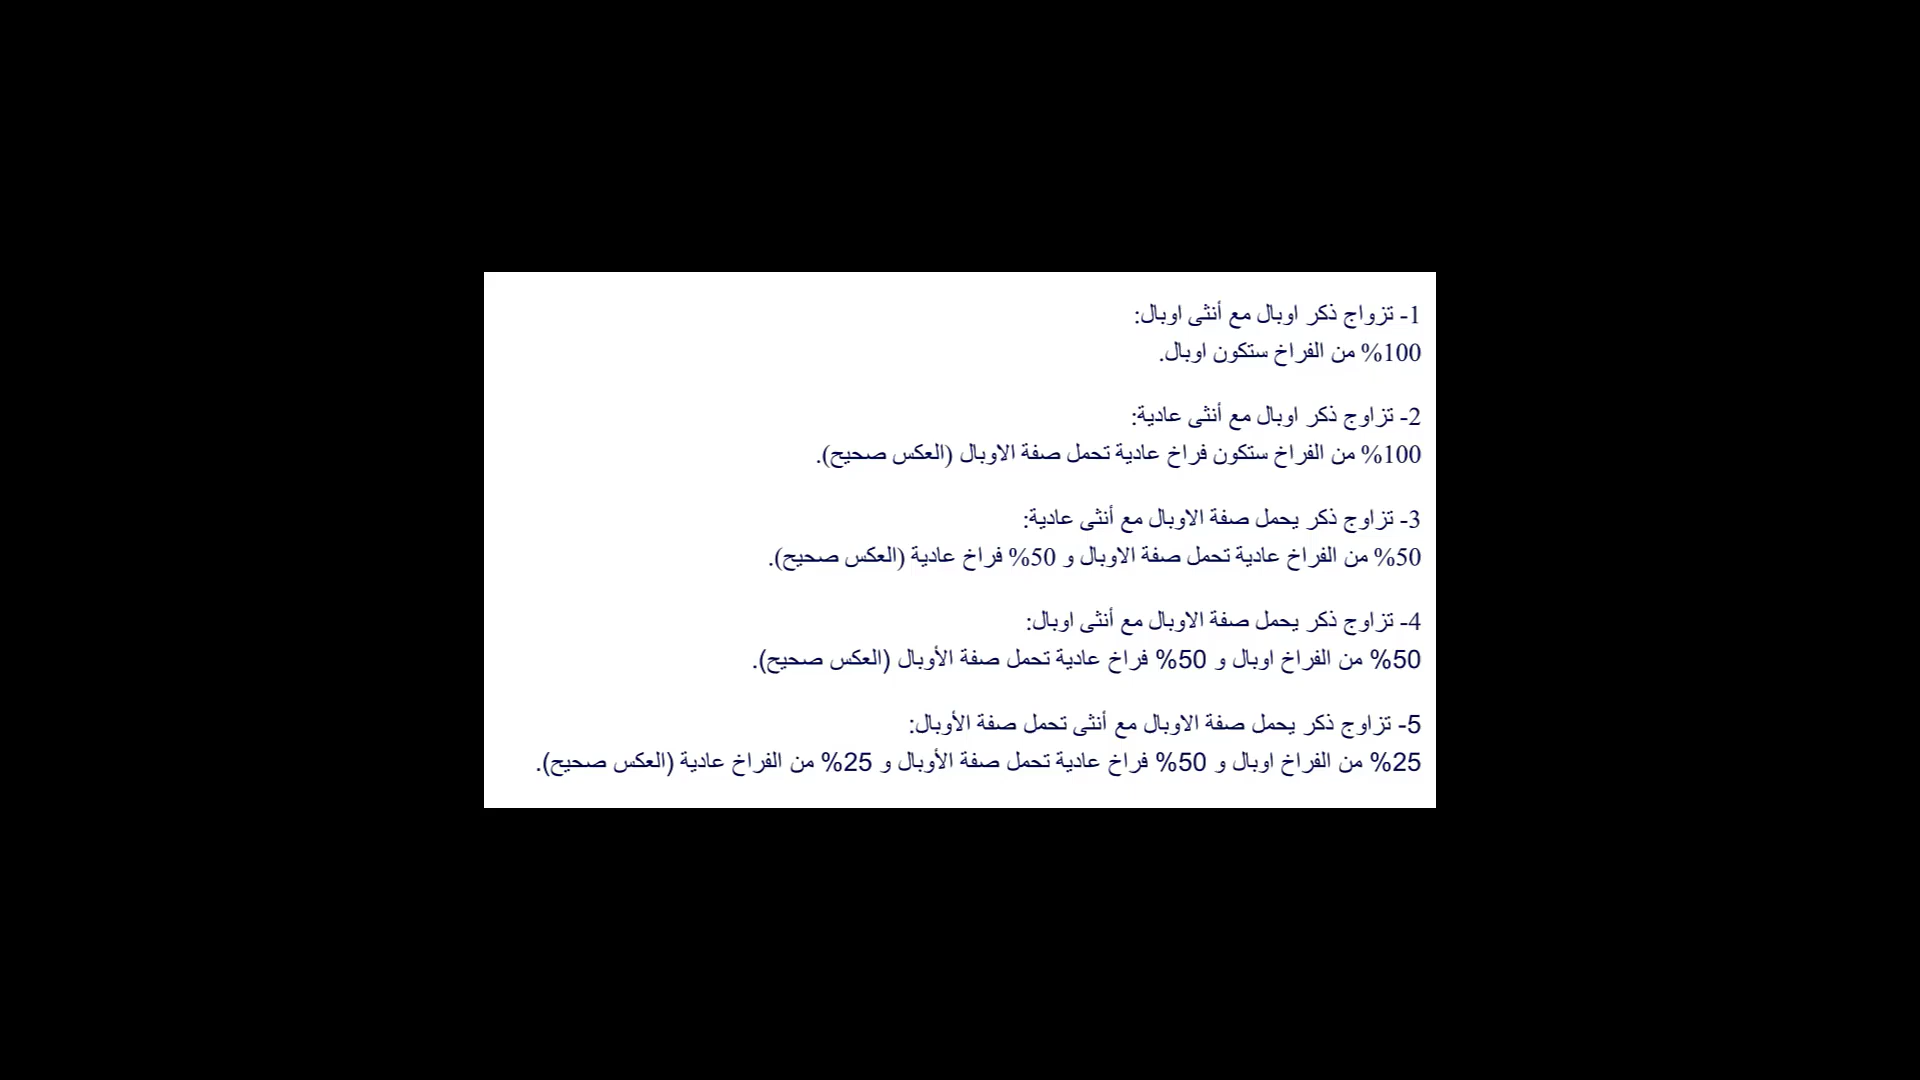 1- تزواج ذكر اوبال مع أنثى اوبال:
100% من الفراخ ستكون اوبال.
2- تزاوج ذكر اوبال مع أنثى عادية:
100% من الفراخ ستكون فراخ عادية تحمل صفة الاوبال (العكس صحيح).
3- تزاوج ذكر يحمل صفة الاوبال مع أنثى عادية:
50% من الفراخ عادية تحمل صفة الاوبال و 50% فراخ عادية (العكس صحيح).
4- تزاوج ذكر يحمل صفة الاوبال مع أنثى اوبال:
50% من الفراخ اوبال و 50% فراخ عادية تحمل صفة الأوبال (العكس صحيح).
5- تزاوج ذكر يحمل صفة الاوبال مع أنثى تحمل صفة الأوبال:
25% من الفراخ اوبال و 50% فراخ عادية تحمل صفة الأوبال و 25% من الفراخ عادية (العكس صحيح).